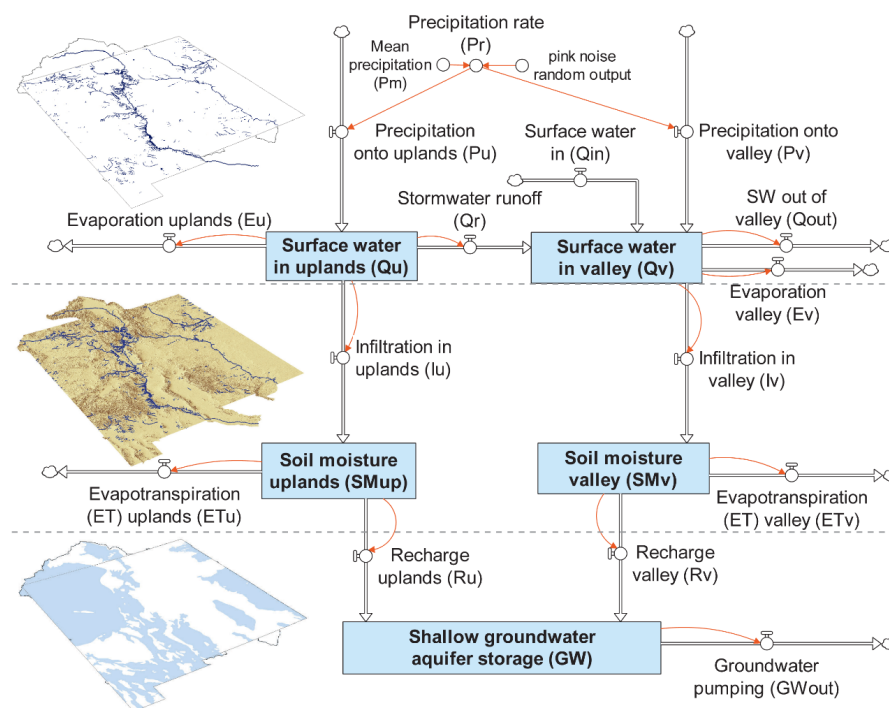 Precipitation rate
(Pr)
Mean
precipitation
(Pm)
pink noise
random output
Precipitation
onto uplands (Pu)
Surface water
in (Qin)
Precipitation onto
valley (Pv)
Evaporation uplands (Eu)
Stormwater runoff
(Qr)
SW out of
valley (Qout)
Surface water
in uplands (Qu)
Surface water
in valley (Qv)
Evaporation
valley (Ev)
Infiltration in
uplands (Iu)
Infiltration in
valley (Iv)
Soil moisture
uplands (SMup)
Soil moisture
valley (SMv)
Evapotranspiration
(ET) uplands (ETu)
Evapotranspiration
(ET) valley (ETv)
Recharge
uplands (Ru)
Recharge
valley (Rv)
Shallow groundwater
aquifer storage (GW)
Groundwater
pumping (GWout)